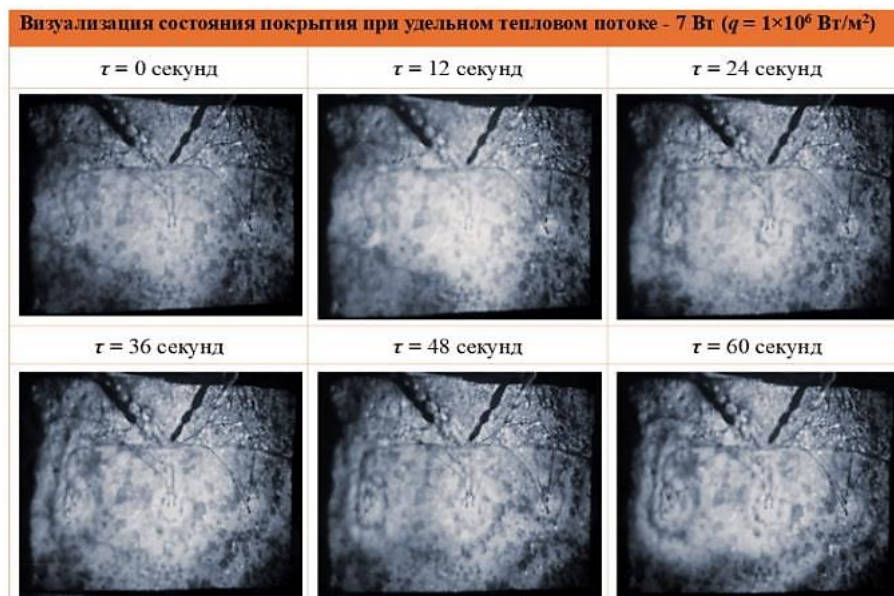 Визуализация состояния покрытия при удельном тепловом потоке - 7 Вт (q = 1×10⁶ Вт/м²)
τ = 0 секунд
τ = 12 секунд
τ = 24 секунд
τ = 36 секунд
τ = 48 секунд
τ = 60 секунд